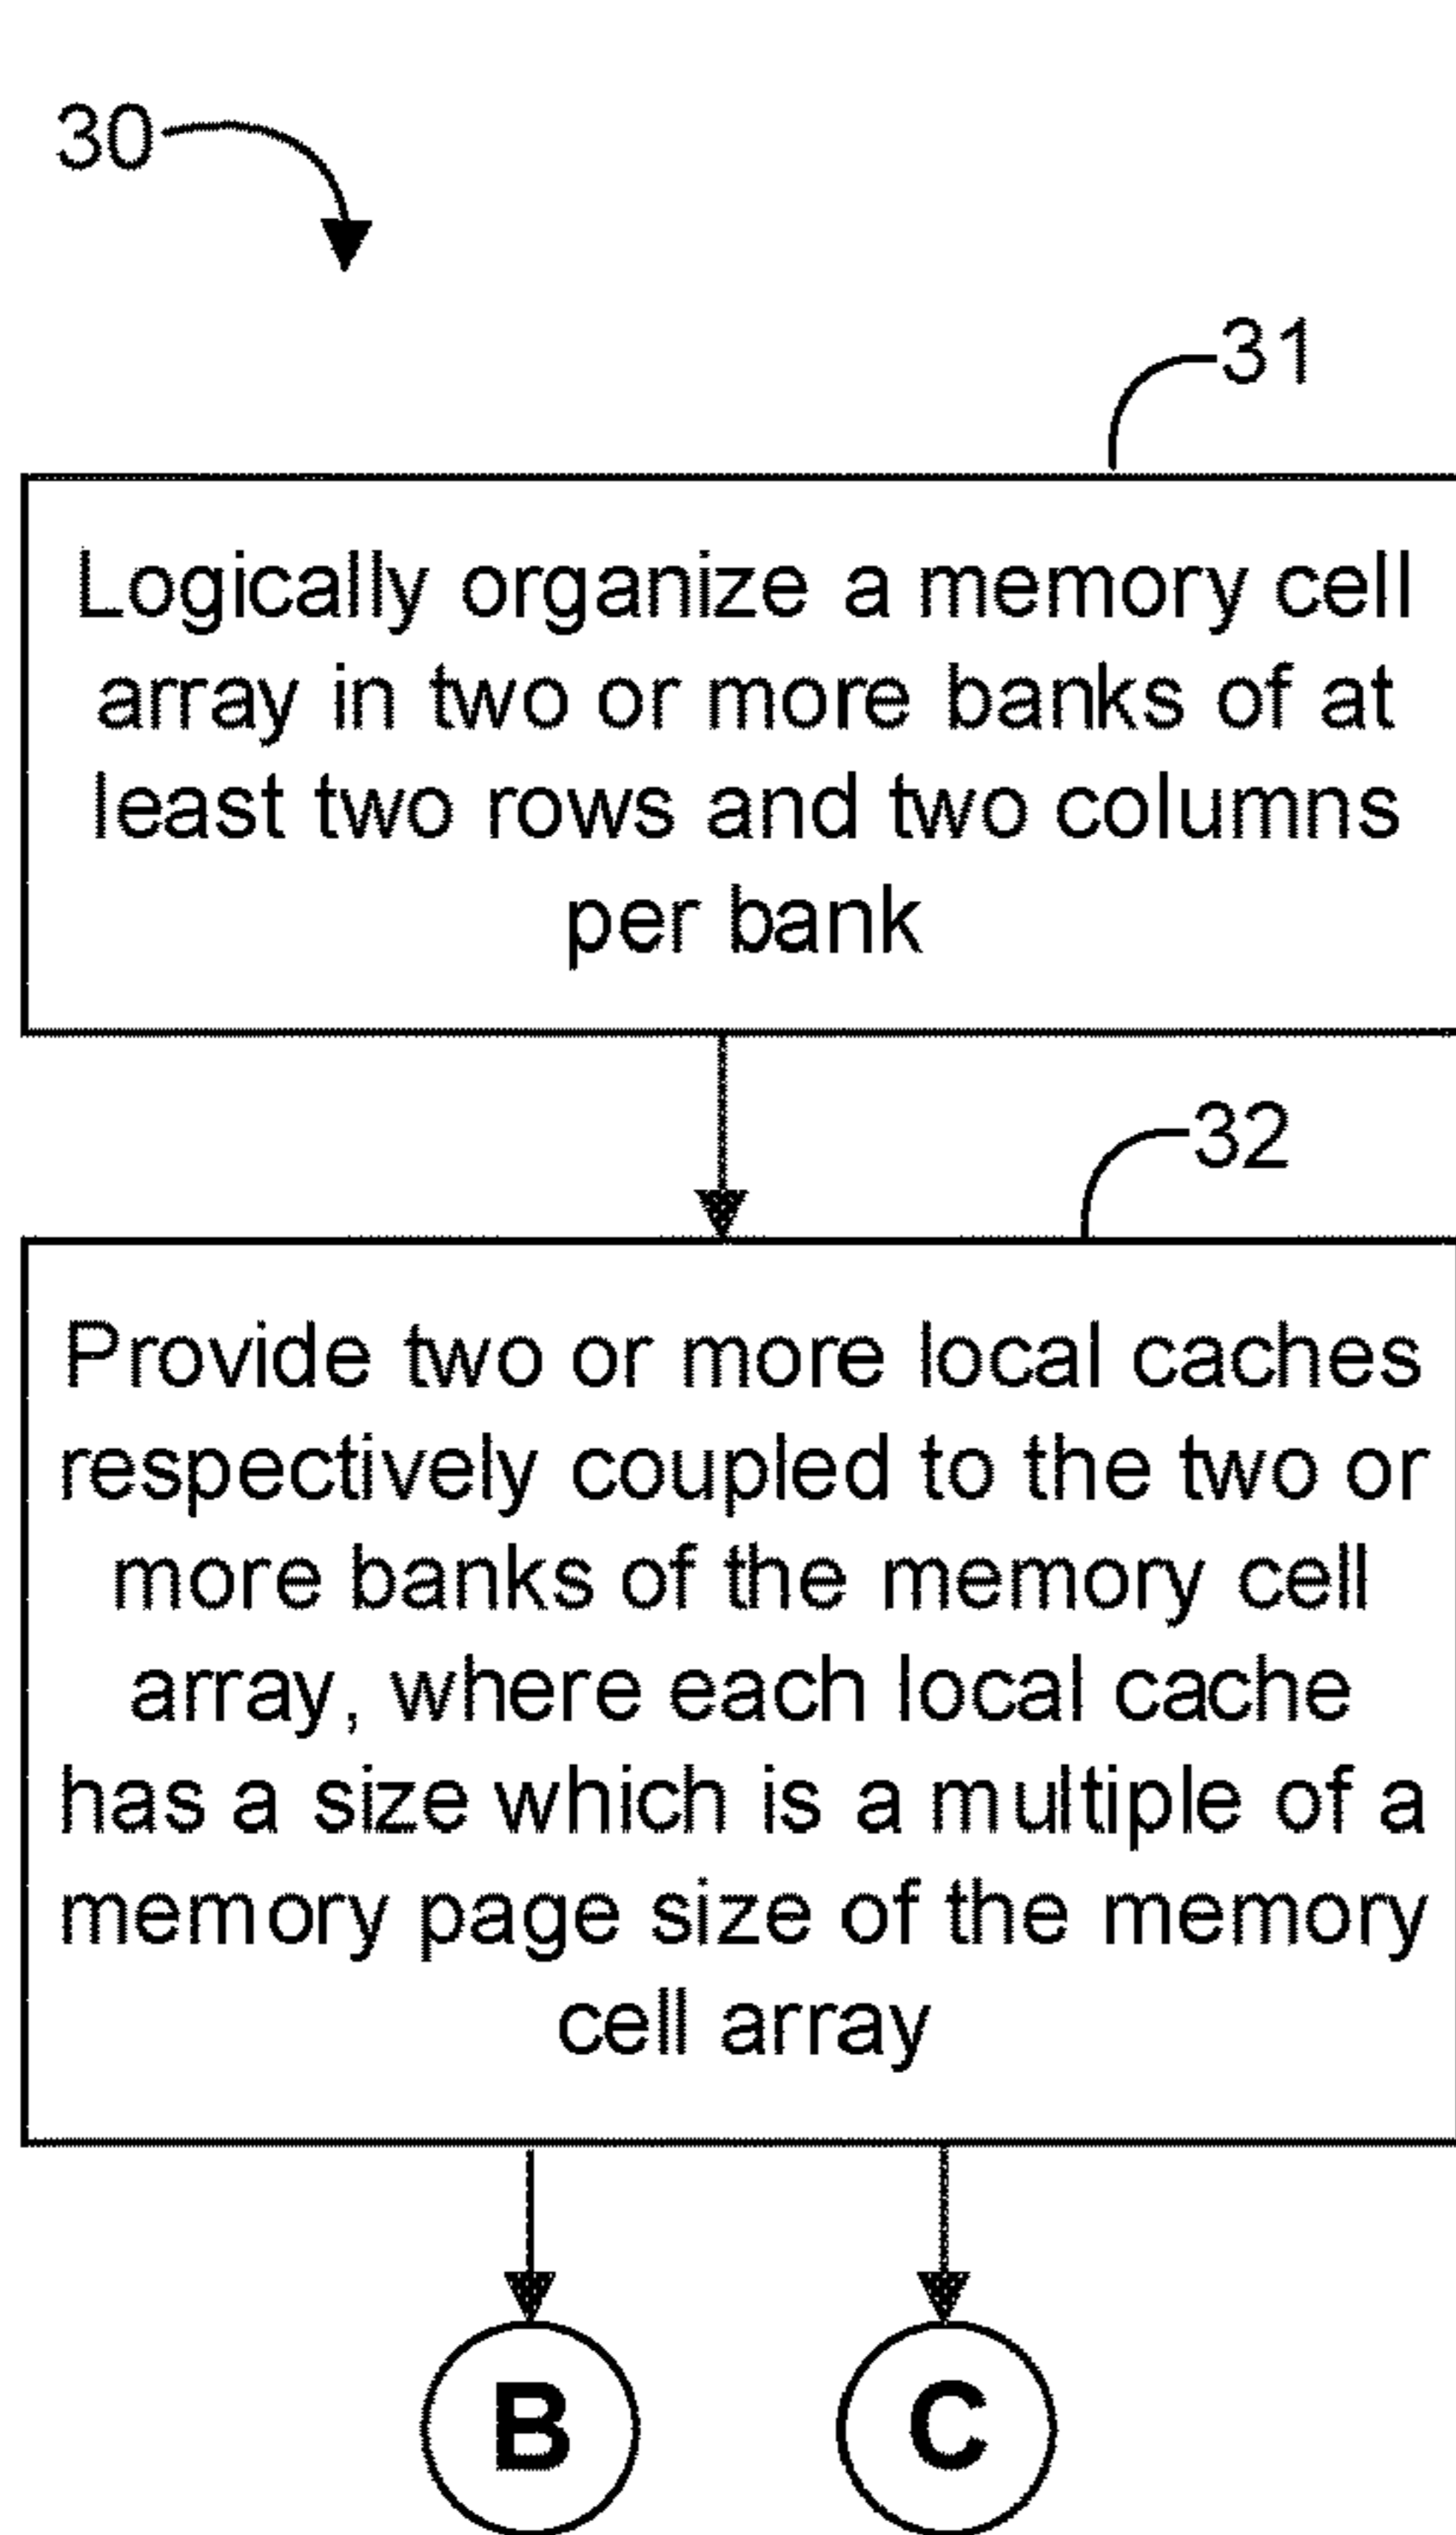 30
31
Logically organize a memory cell
array in two or more banks of at
least two rows and two columns
per bank
32
Provide two or more local caches
respectively coupled to the two or
more banks of the memory cell
array, where each local cache
has a size which is a multiple of a
memory page size of the memory
cell array
B
C